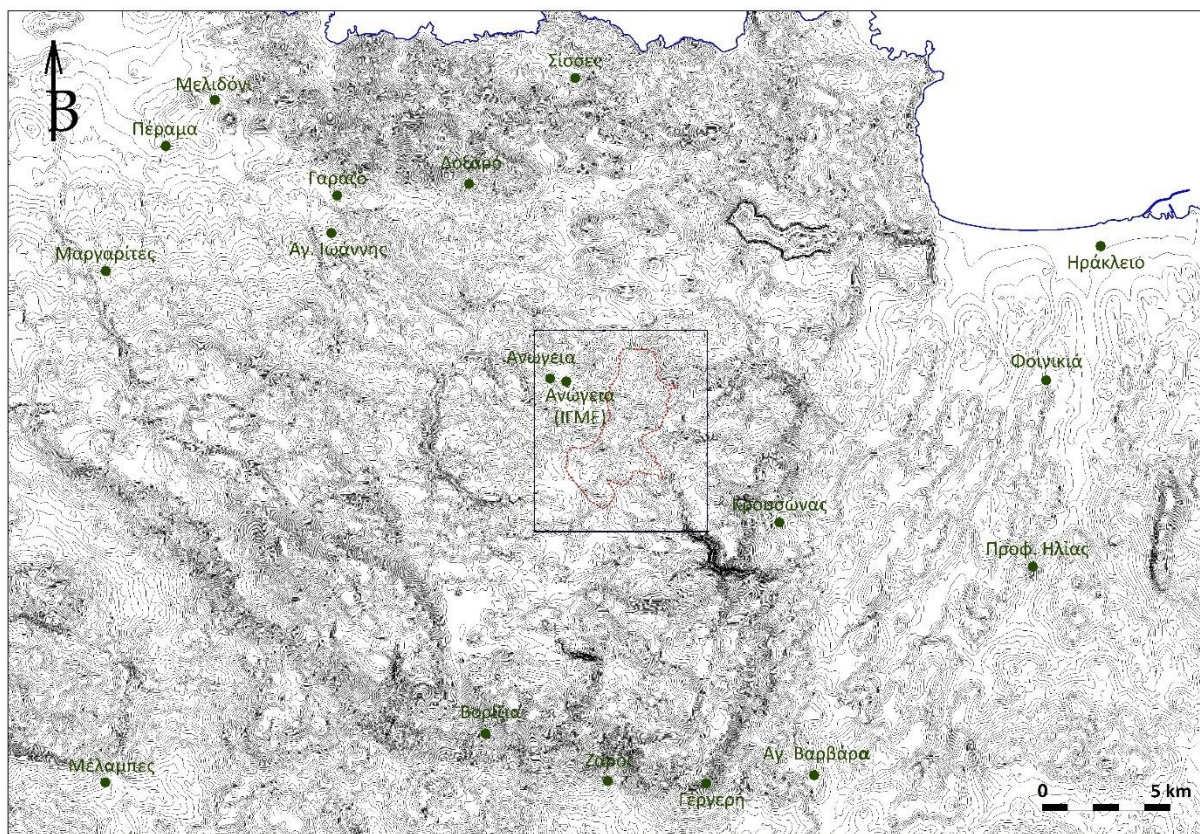 Σίσσες
Μελιδόνι
Β
Πέραμα
Δοξαρό
Γαράζο
Αγ. Ιωάννης
Μαργαρίτες
Ηράκλειο
Ανώγεια
Φοινικιά
Ανώγεια
(ΙΓΜΕ)
Κρουσώνας
Προφ. Ηλίας
Βορίζια
Αγ. Βαρβάρα
Ζαρός
Μέλαμπες
Γέργερη
0 5 km